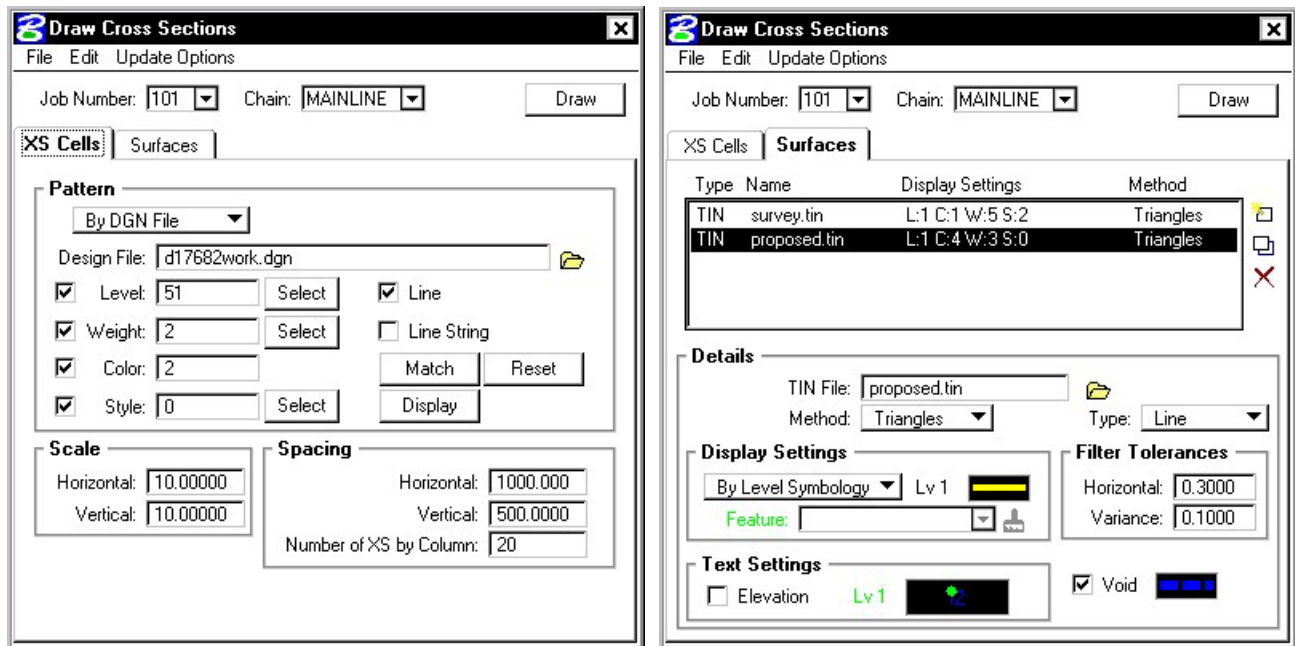 Draw Cross Sections
File Edit Update Options
Job Number: 101 Chain: MAINLINE Draw
XS Cells Surfaces
Pattern
By DGN File
Design File: d17682work.dgn
Level: 51 Select Line
Weight: 2 Select Line String
Color: 2 Match Reset
Style: 0 Select Display
Scale
Horizontal: 10.00000
Vertical: 10.00000
Spacing
Horizontal: 1000.000
Vertical: 500.0000
Number of XS by Column: 20
Draw Cross Sections
File Edit Update Options
Job Number: 101 Chain: MAINLINE Draw
XS Cells Surfaces
Type Name Display Settings Method
TIN survey.tin L:1 C:1 W:5 S:2 Triangles
TIN proposed.tin L:1 C:4 W:3 S:0 Triangles
Details
TIN File: proposed.tin
Method: Triangles Type: Line
Display Settings
By Level Symbology Lv 1
Feature:
Filter Tolerances
Horizontal: 0.3000
Variance: 0.1000
Text Settings
Elevation Lv 1 12
Void